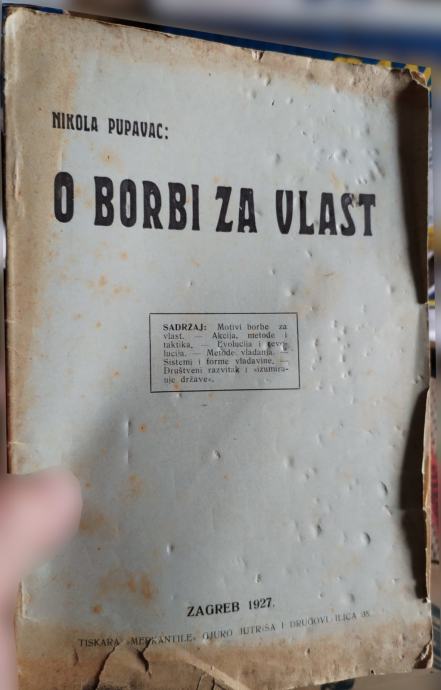 NIKOLA PUPAVAC:
O BORBI ZA VLAST
SADRŽAJ: Motivi borbe za
vlast. — Akcija, metode i
taktika. — Evolucija i revo-
lucija. — Metode vladanja. —
Sistemi i forme vladavine. —
Društveni razvitak i »izumira-
nje države«.
ZAGREB 1927.
TISKARA »MERKANTILE« GJURO JUTRIŠA I DRUGOVI, ILICA 35.